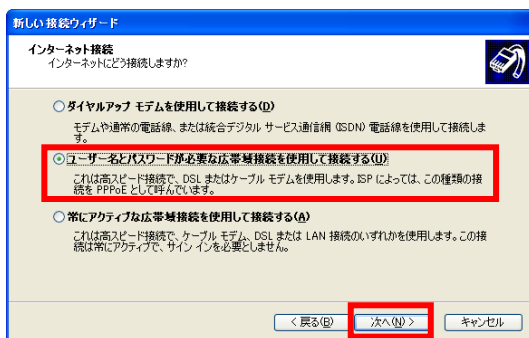 新しい接続ウィザード
インターネット接続
インターネットにどう接続しますか?
ダイヤルアップ モデムを使用して接続する(D)
モデムや通常の電話線、または統合デジタル サービス通信網 (ISDN) 電話線を使用して接続しま
す。
ユーザー名とパスワードが必要な広帯域接続を使用して接続する(U)
これは高スピード接続で、DSL またはケーブル モデムを使用します。ISP によっては、この種類の接
続を PPPoE として呼んでいます。
常にアクティブな広帯域接続を使用して接続する(A)
これは高スピード接続で、ケーブル モデム、DSL または LAN 接続のいずれかを使用します。この接
続は常にアクティブで、サイン インを必要としません。
< 戻る(B) 次へ(N) > キャンセル